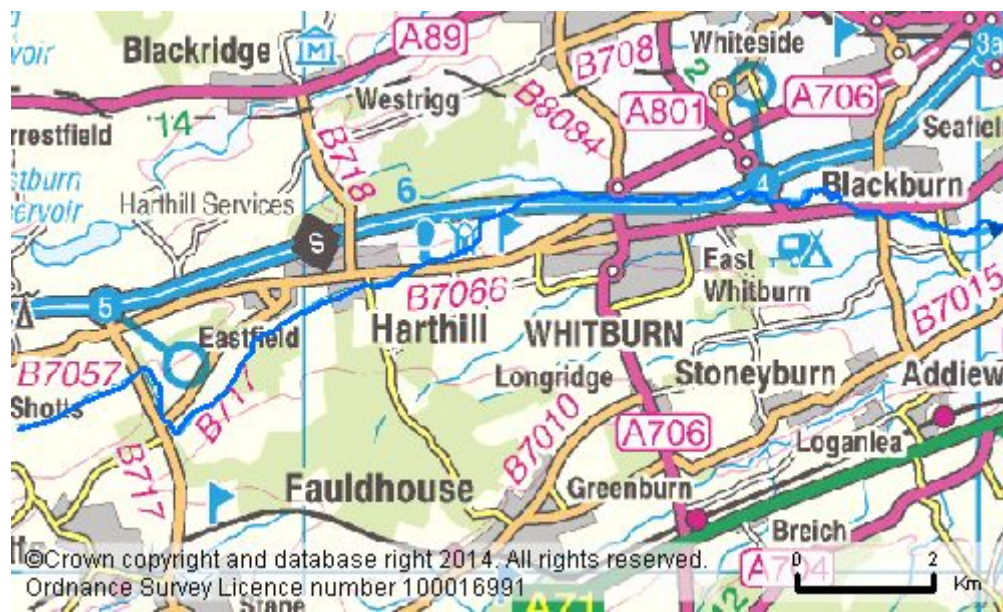 3a
A89
Blackridge
M
Whiteside
B708
2
A706
voir
Westrigg
B8084
A801
14
Seafiel
rrestfield
B718
stburn
ervoir
Harthill Services
6
4
Blackburn
S
East
Whitburn
B7066
B7015
5
Eastfield
Harthill
WHITBURN
B7057
Longridge
Stoneyburn
Addiew
Shotts
B717
B7010
A706
Loganlea
B717
Fauldhouse
Greenburn
Breich
©Crown copyright and database right 2014. All rights reserved.
0 2
A704
Km
Ordnance Survey Licence number 100016991
Stane
A71
12